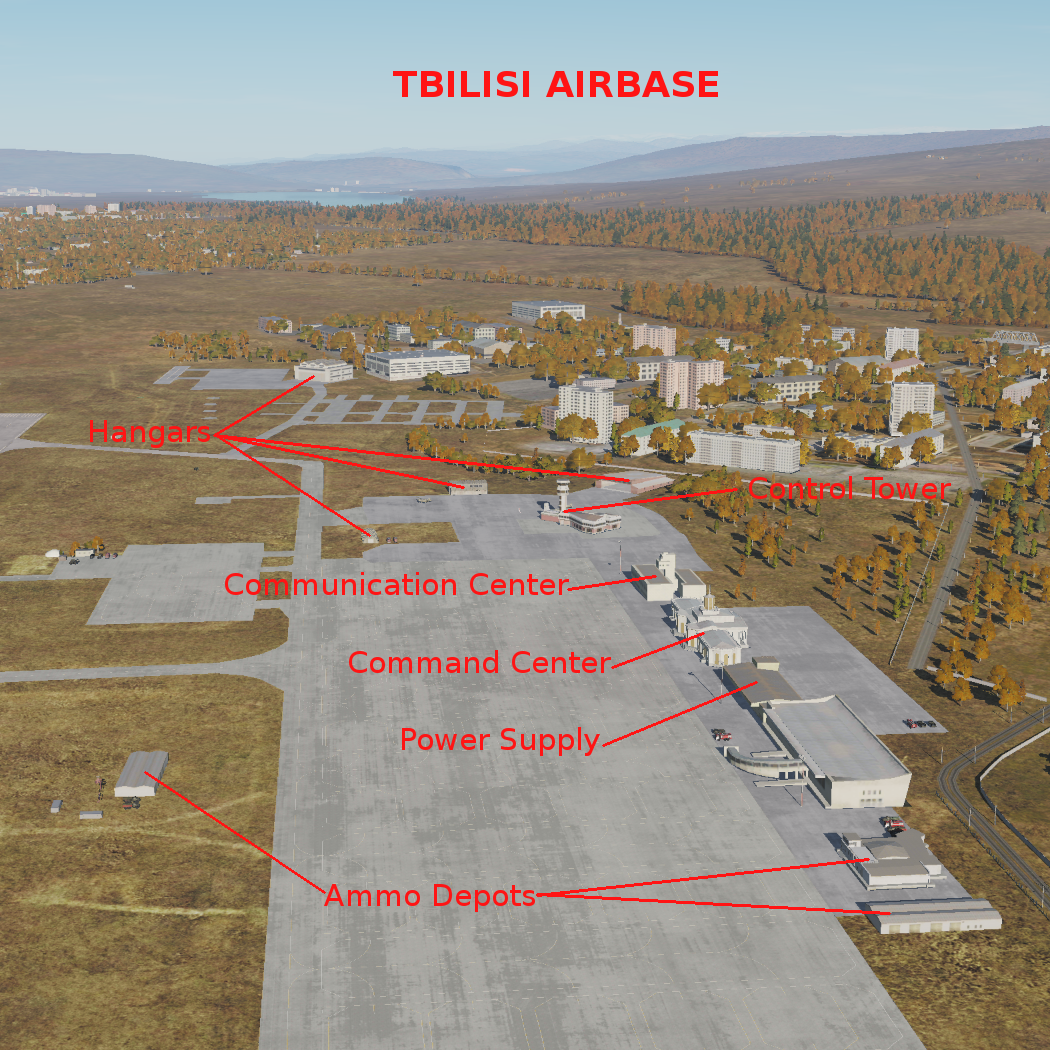 TBILISI AIRBASE
Hangars
Control Tower
Communication Center
Command Center
Power Supply
Ammo Depots